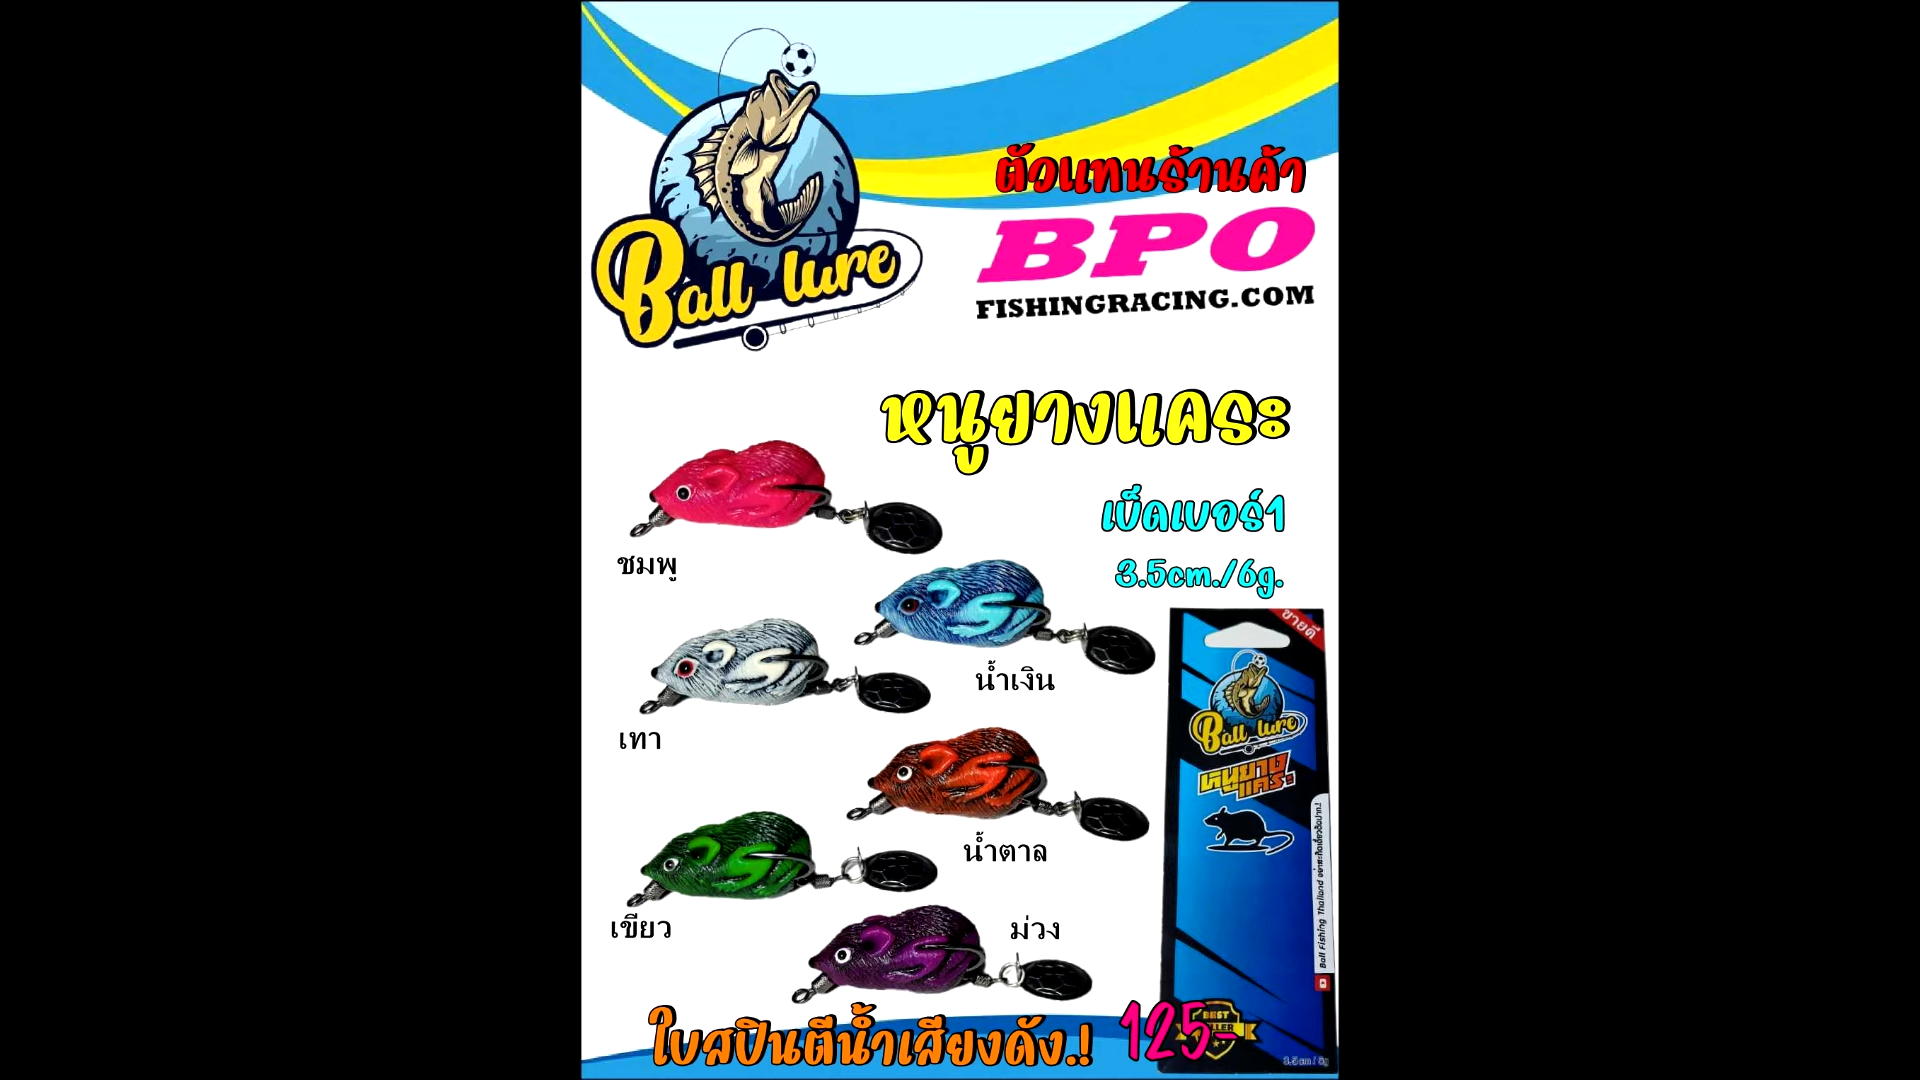 Ball lure
ตัวแทนร้านค้า
BPO
FISHINGRACING.COM
หนูยางแคระ
เบ็ดเบอร์1
3.5cm./6g.
ชมพู
น้ำเงิน
เทา
น้ำตาล
เขียว
ม่วง
ขายดี
Ball lure
หนูยาง
แคระ
Ball Fishing Thailand
BEST
SELLER
3.5cm/6g
ใบสปินตีน้ำเสียงดัง.!
125-